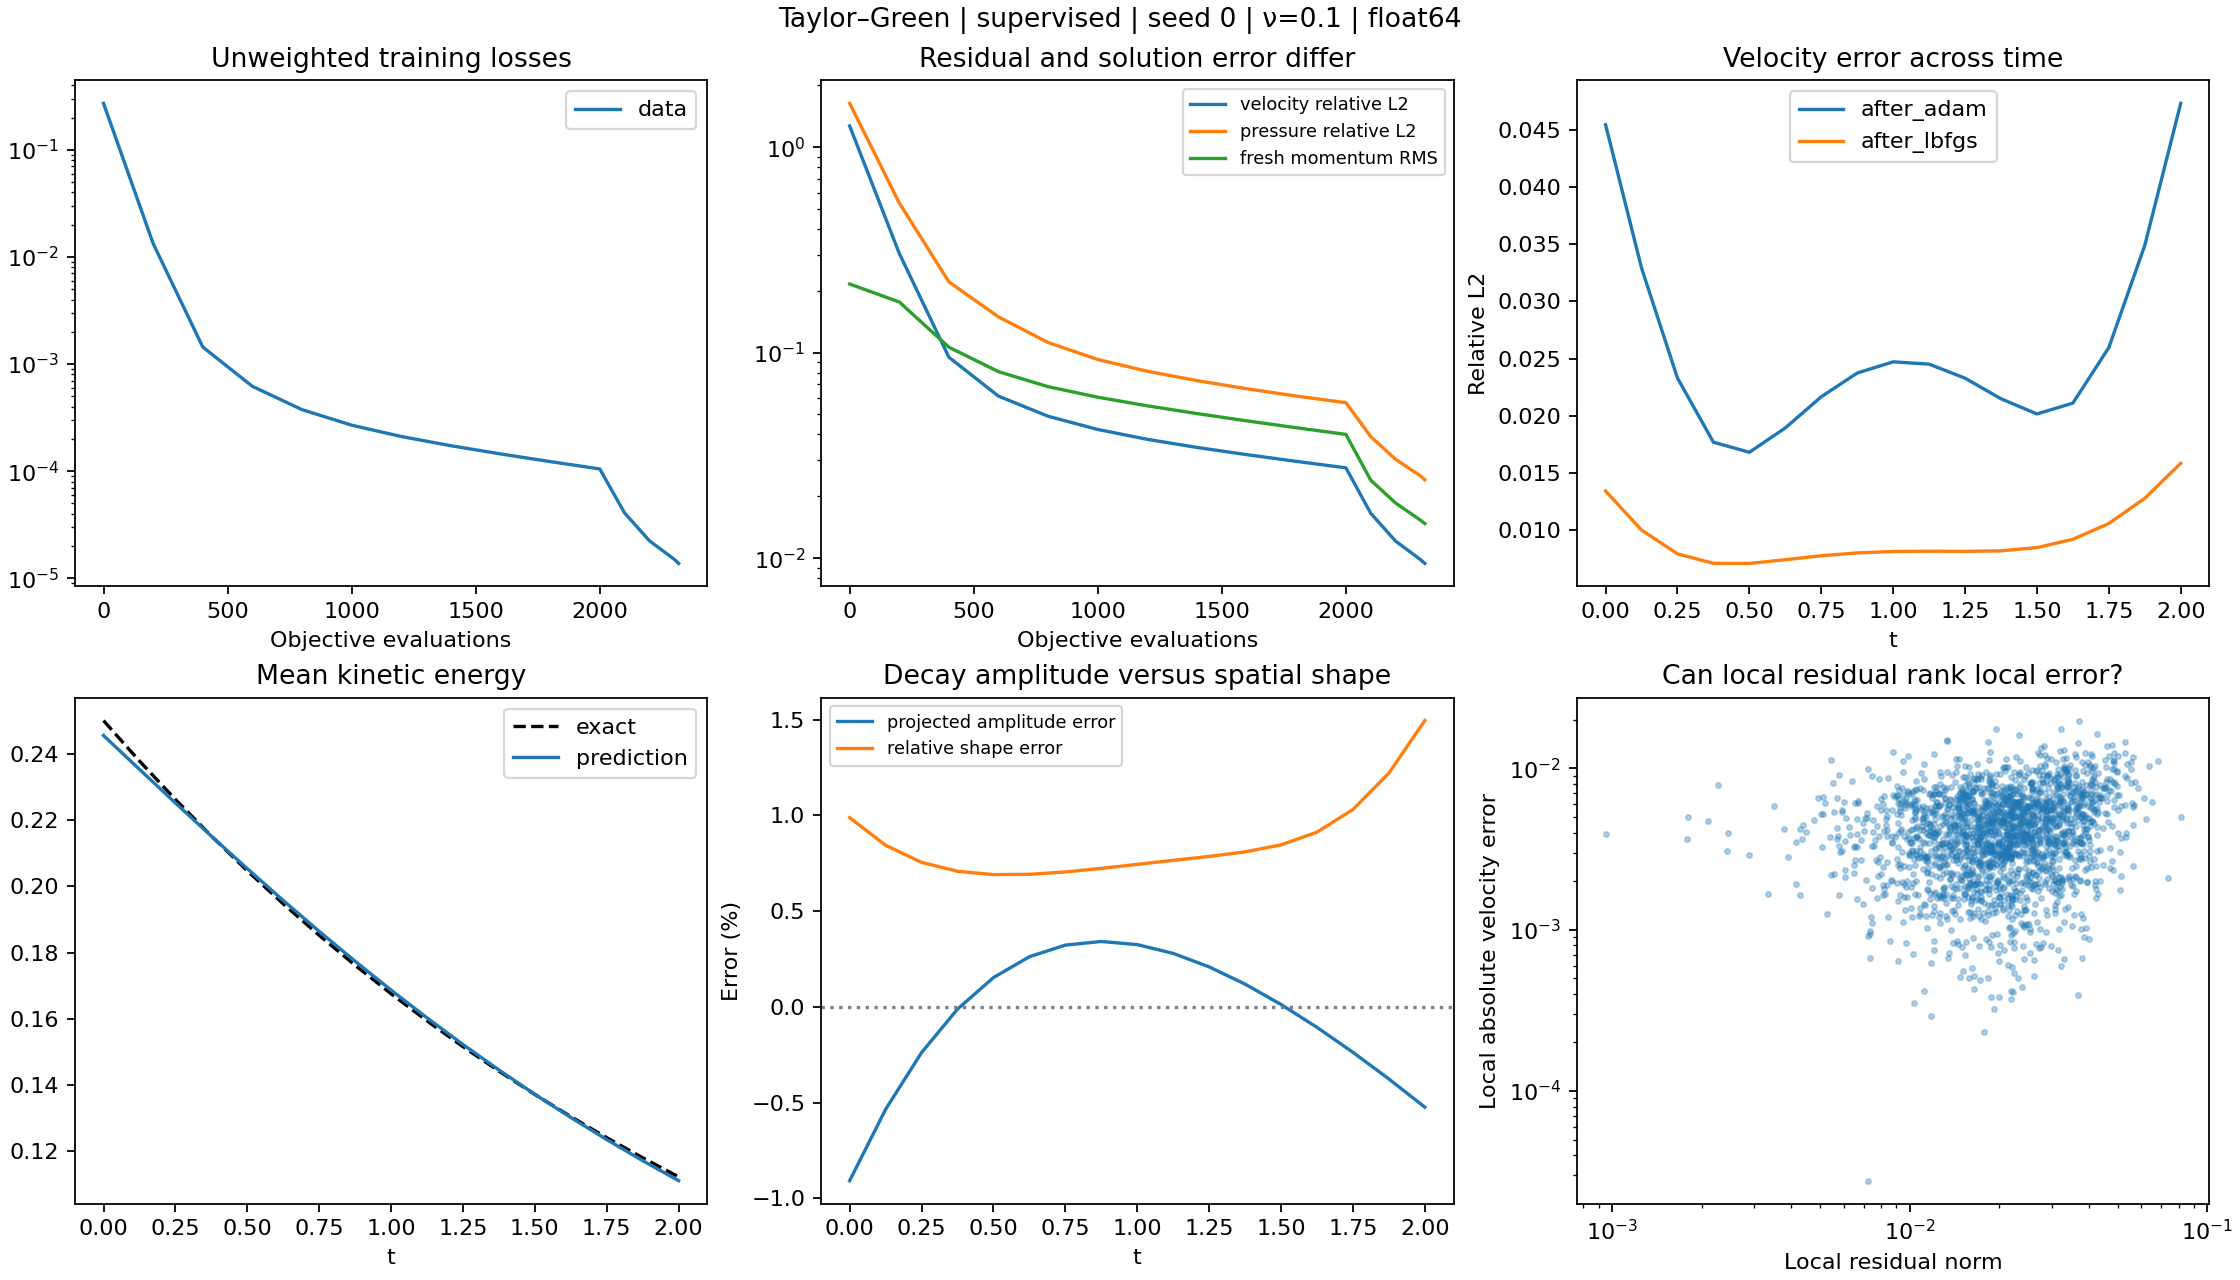 Taylor–Green | supervised | seed 0 | ν=0.1 | float64
Unweighted training losses
data
10⁻¹
10⁻²
10⁻³
10⁻⁴
10⁻⁵
0 500 1000 1500 2000
Objective evaluations
Residual and solution error differ
velocity relative L2
pressure relative L2
fresh momentum RMS
10⁰
10⁻¹
10⁻²
0 500 1000 1500 2000
Objective evaluations
Velocity error across time
after_adam
after_lbfgs
Relative L2
0.045
0.040
0.035
0.030
0.025
0.020
0.015
0.010
0.00 0.25 0.50 0.75 1.00 1.25 1.50 1.75 2.00
t
Mean kinetic energy
exact
prediction
0.24
0.22
0.20
0.18
0.16
0.14
0.12
0.00 0.25 0.50 0.75 1.00 1.25 1.50 1.75 2.00
t
Decay amplitude versus spatial shape
projected amplitude error
relative shape error
Error (%)
1.5
1.0
0.5
0.0
−0.5
−1.0
0.00 0.25 0.50 0.75 1.00 1.25 1.50 1.75 2.00
t
Can local residual rank local error?
Local absolute velocity error
10⁻²
10⁻³
10⁻⁴
10⁻³ 10⁻² 10⁻¹
Local residual norm